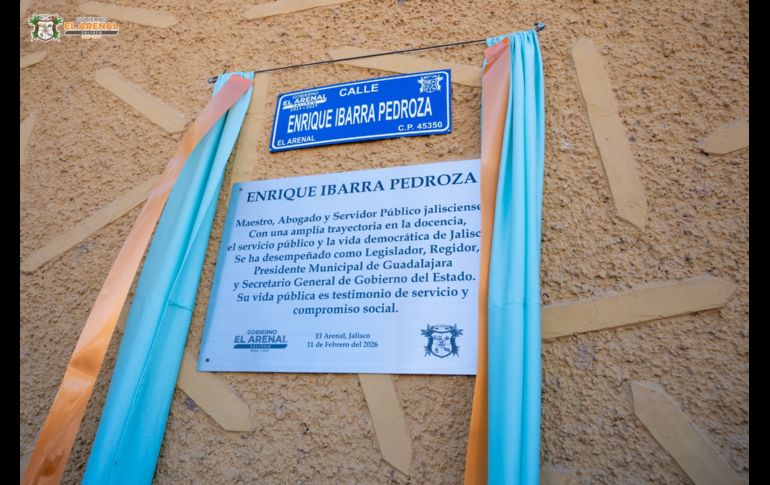 GOBIERNO
EL ARENAL
JALISCO
CALLE
GOBIERNO
EL ARENAL
ENRIQUE IBARRA PEDROZA
EL ARENAL
C.P. 45350
ENRIQUE IBARRA PEDROZA
Maestro, Abogado y Servidor Público jalisciense
Con una amplia trayectoria en la docencia,
el servicio público y la vida democrática de Jalisc
Se ha desempeñado como Legislador, Regidor,
Presidente Municipal de Guadalajara
y Secretario General de Gobierno del Estado.
Su vida pública es testimonio de servicio y
compromiso social.
GOBIERNO
EL ARENAL
JALISCO
El Arenal, Jalisco
11 de Febrero del 2026